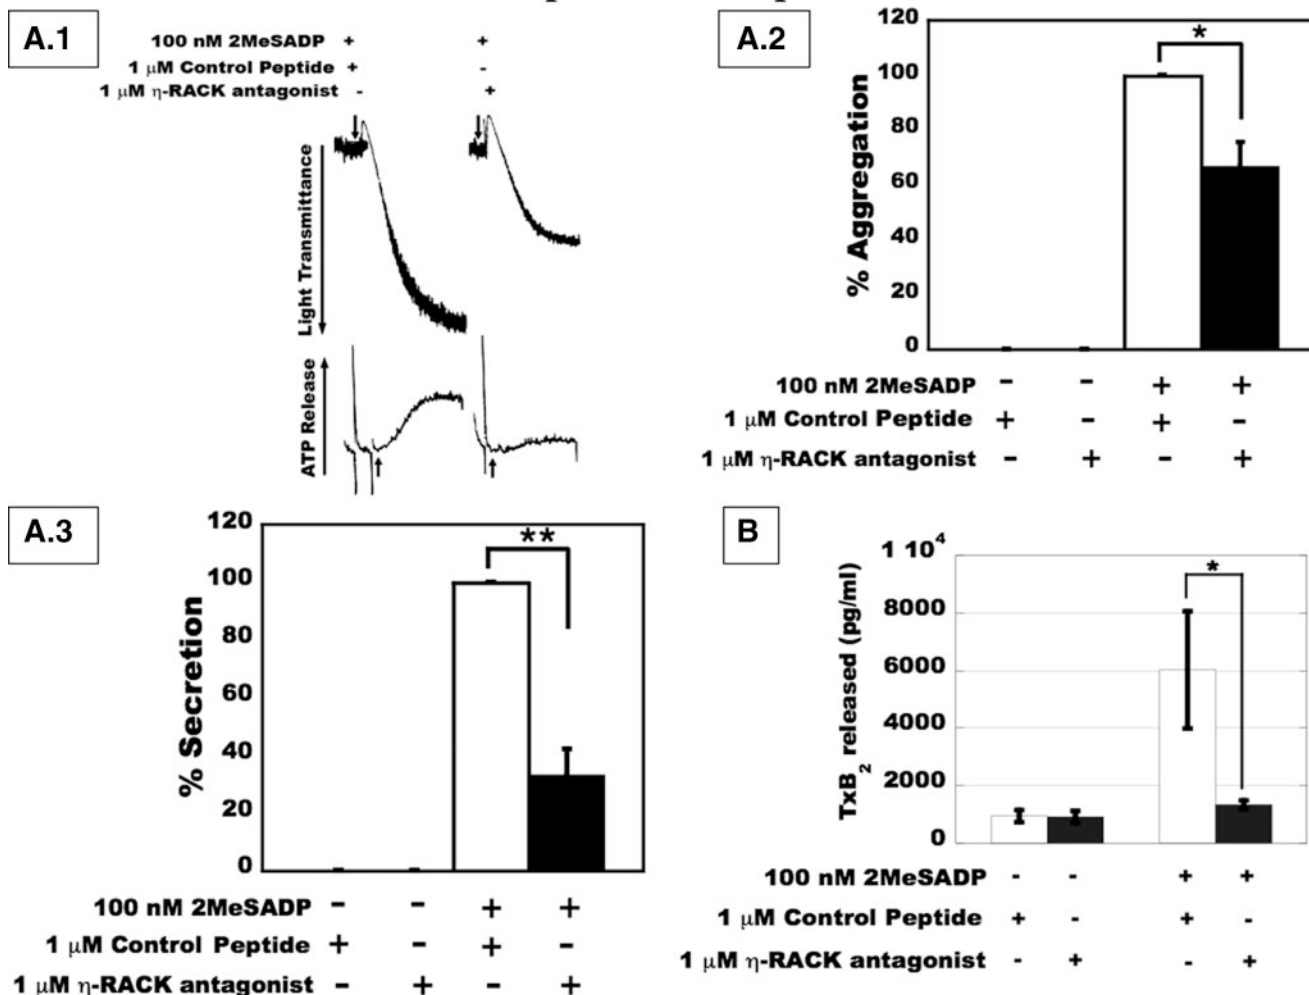 A.1
100 nM 2MeSADP + +
1 μM Control Peptide + -
1 μM η-RACK antagonist - +
Light Transmittance
ATP Release
A.2
*
% Aggregation
120
100
80
60
40
20
0
100 nM 2MeSADP - - + +
1 μM Control Peptide + - + -
1 μM η-RACK antagonist - + - +
A.3
**
% Secretion
120
100
80
60
40
20
0
100 nM 2MeSADP - - + +
1 μM Control Peptide + - + -
1 μM η-RACK antagonist - + - +
B
*
TxB2 released (pg/ml)
1 10⁴
8000
6000
4000
2000
0
100 nM 2MeSADP - - + +
1 μM Control Peptide + - + -
1 μM η-RACK antagonist - + - +